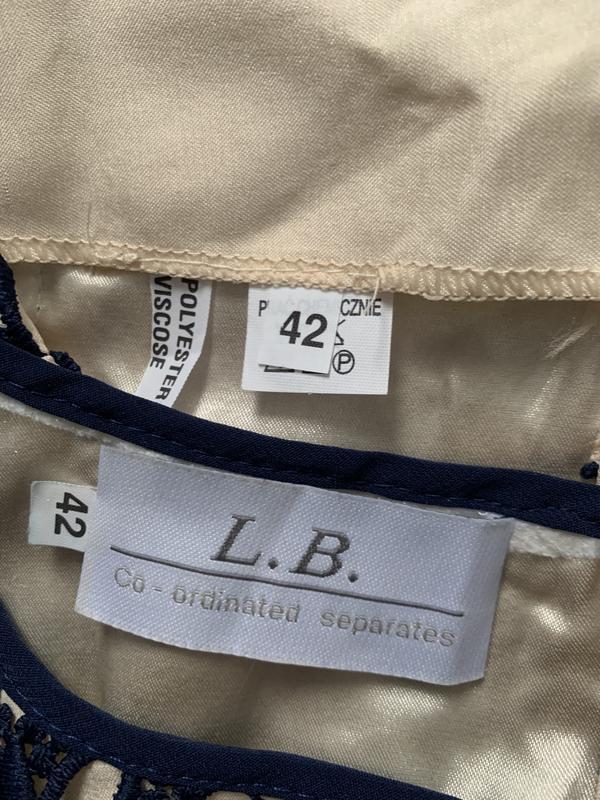 POLYESTER
VISCOSE
42
P
42
L.B.
Co - ordinated separates